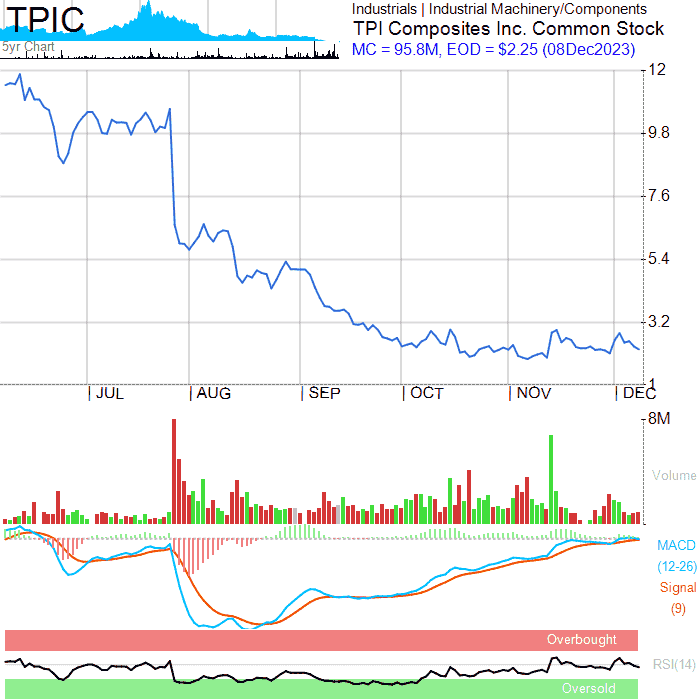 TPIC
5yr Chart
Industrials | Industrial Machinery/Components
TPI Composites Inc. Common Stock
MC = 95.8M, EOD = $2.25 (08Dec2023)
12
9.8
7.6
5.4
3.2
1
JUL AUG SEP OCT NOV DEC
8M
Volume
MACD
(12-26)
Signal
(9)
Overbought
RSI(14)
Oversold